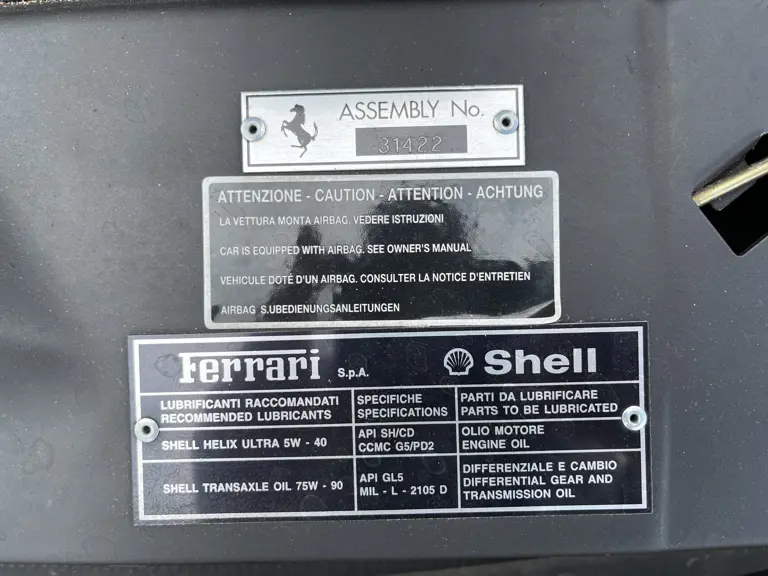 ASSEMBLY No.
31422
ATTENZIONE - CAUTION - ATTENTION - ACHTUNG
LA VETTURA MONTA AIRBAG. VEDERE ISTRUZIONI
CAR IS EQUIPPED WITH AIRBAG. SEE OWNER'S MANUAL
VEHICULE DOTÉ D'UN AIRBAG. CONSULTER LA NOTICE D'ENTRETIEN
AIRBAG S.UBEDIENUNGSANLEITUNGEN
Ferrari S.p.A. Shell
LUBRIFICANTI RACCOMANDATI
RECOMMENDED LUBRICANTS
SPECIFICHE
SPECIFICATIONS
PARTI DA LUBRIFICARE
PARTS TO BE LUBRICATED
SHELL HELIX ULTRA 5W - 40
API SH/CD
CCMC G5/PD2
OLIO MOTORE
ENGINE OIL
SHELL TRANSAXLE OIL 75W - 90
API GL5
MIL - L - 2105 D
DIFFERENZIALE E CAMBIO
DIFFERENTIAL GEAR AND
TRANSMISSION OIL